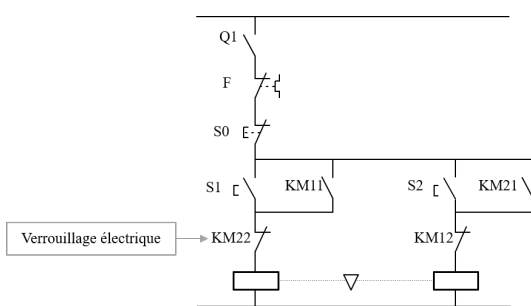 Q1
F
S0
S1
KM11
S2
KM21
Verrouillage électrique
KM22
KM12